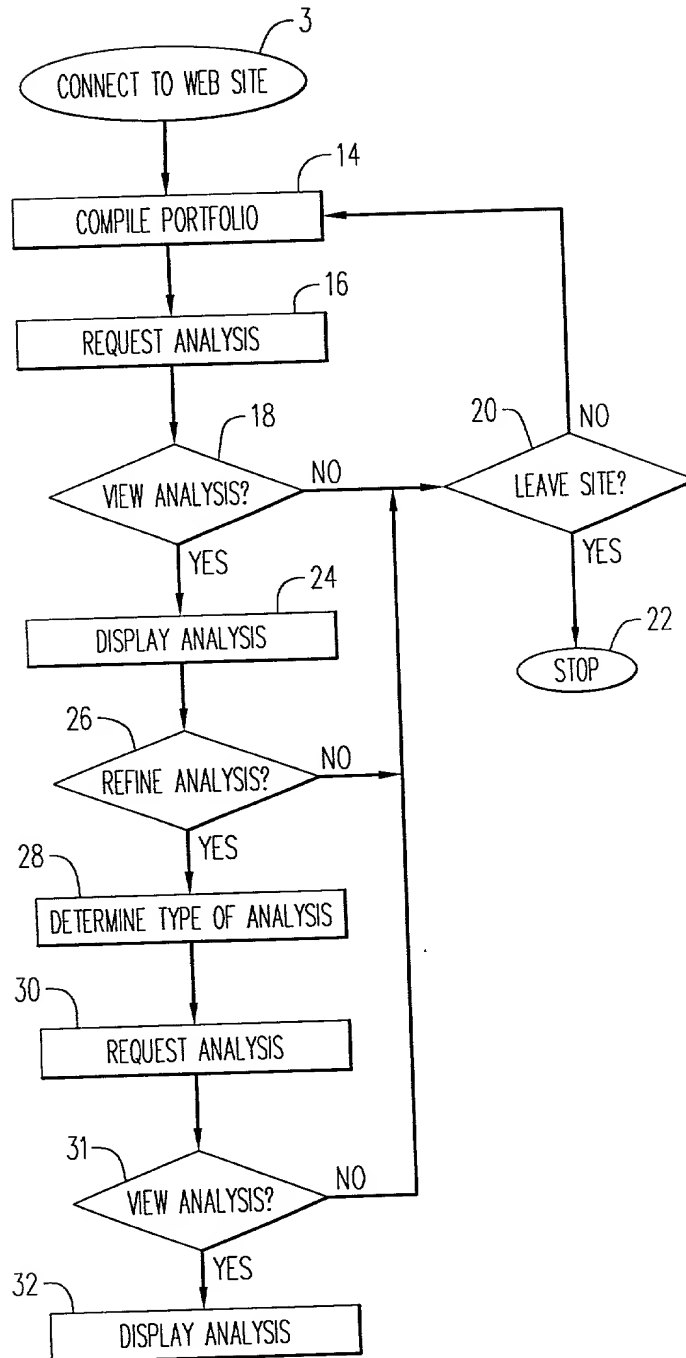 3
CONNECT TO WEB SITE
14
COMPILE PORTFOLIO
16
REQUEST ANALYSIS
18
VIEW ANALYSIS?
NO
YES
20
LEAVE SITE?
NO
YES
22
STOP
24
DISPLAY ANALYSIS
26
REFINE ANALYSIS?
NO
YES
28
DETERMINE TYPE OF ANALYSIS
30
REQUEST ANALYSIS
31
VIEW ANALYSIS?
NO
YES
32
DISPLAY ANALYSIS